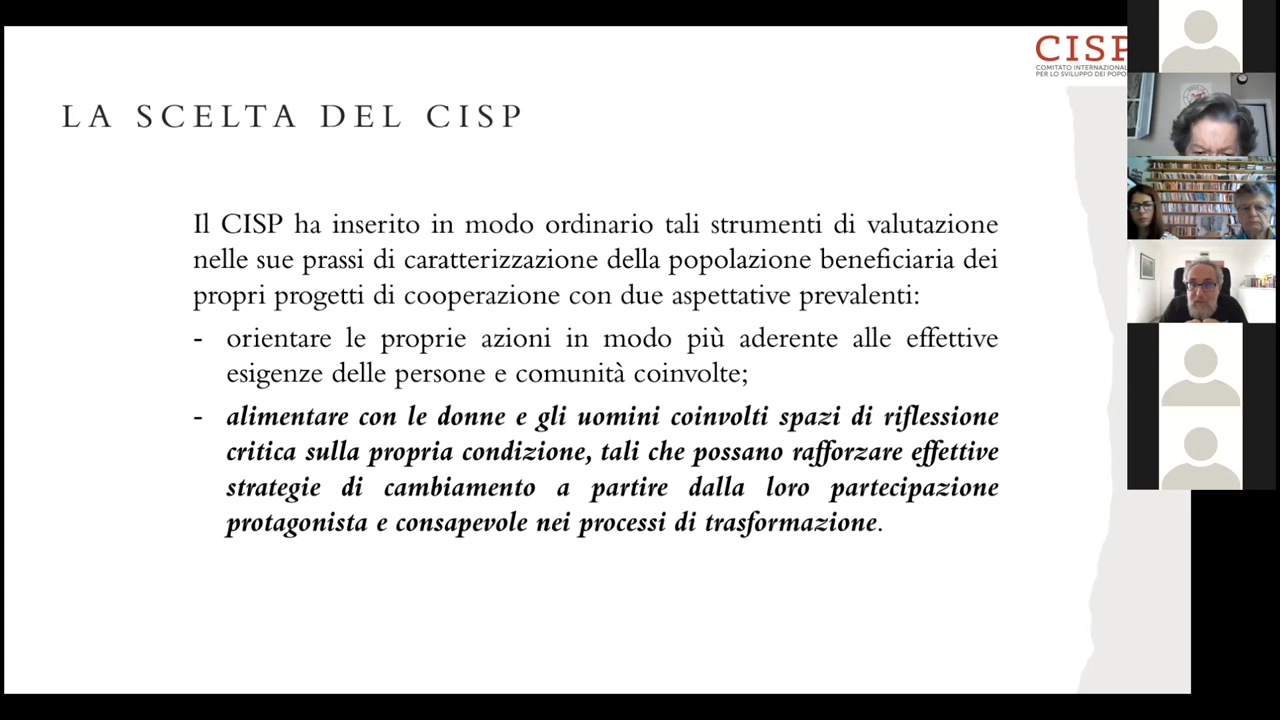 CISP
COMITATO INTERNAZIONAL
PER LO SVILUPPO DEI POPO
LA SCELTA DEL CISP
Il CISP ha inserito in modo ordinario tali strumenti di valutazione
nelle sue prassi di caratterizzazione della popolazione beneficiaria dei
propri progetti di cooperazione con due aspettative prevalenti:
- orientare le proprie azioni in modo più aderente alle effettive
esigenze delle persone e comunità coinvolte;
- alimentare con le donne e gli uomini coinvolti spazi di riflessione
critica sulla propria condizione, tali che possano rafforzare effettive
strategie di cambiamento a partire dalla loro partecipazione
protagonista e consapevole nei processi di trasformazione.